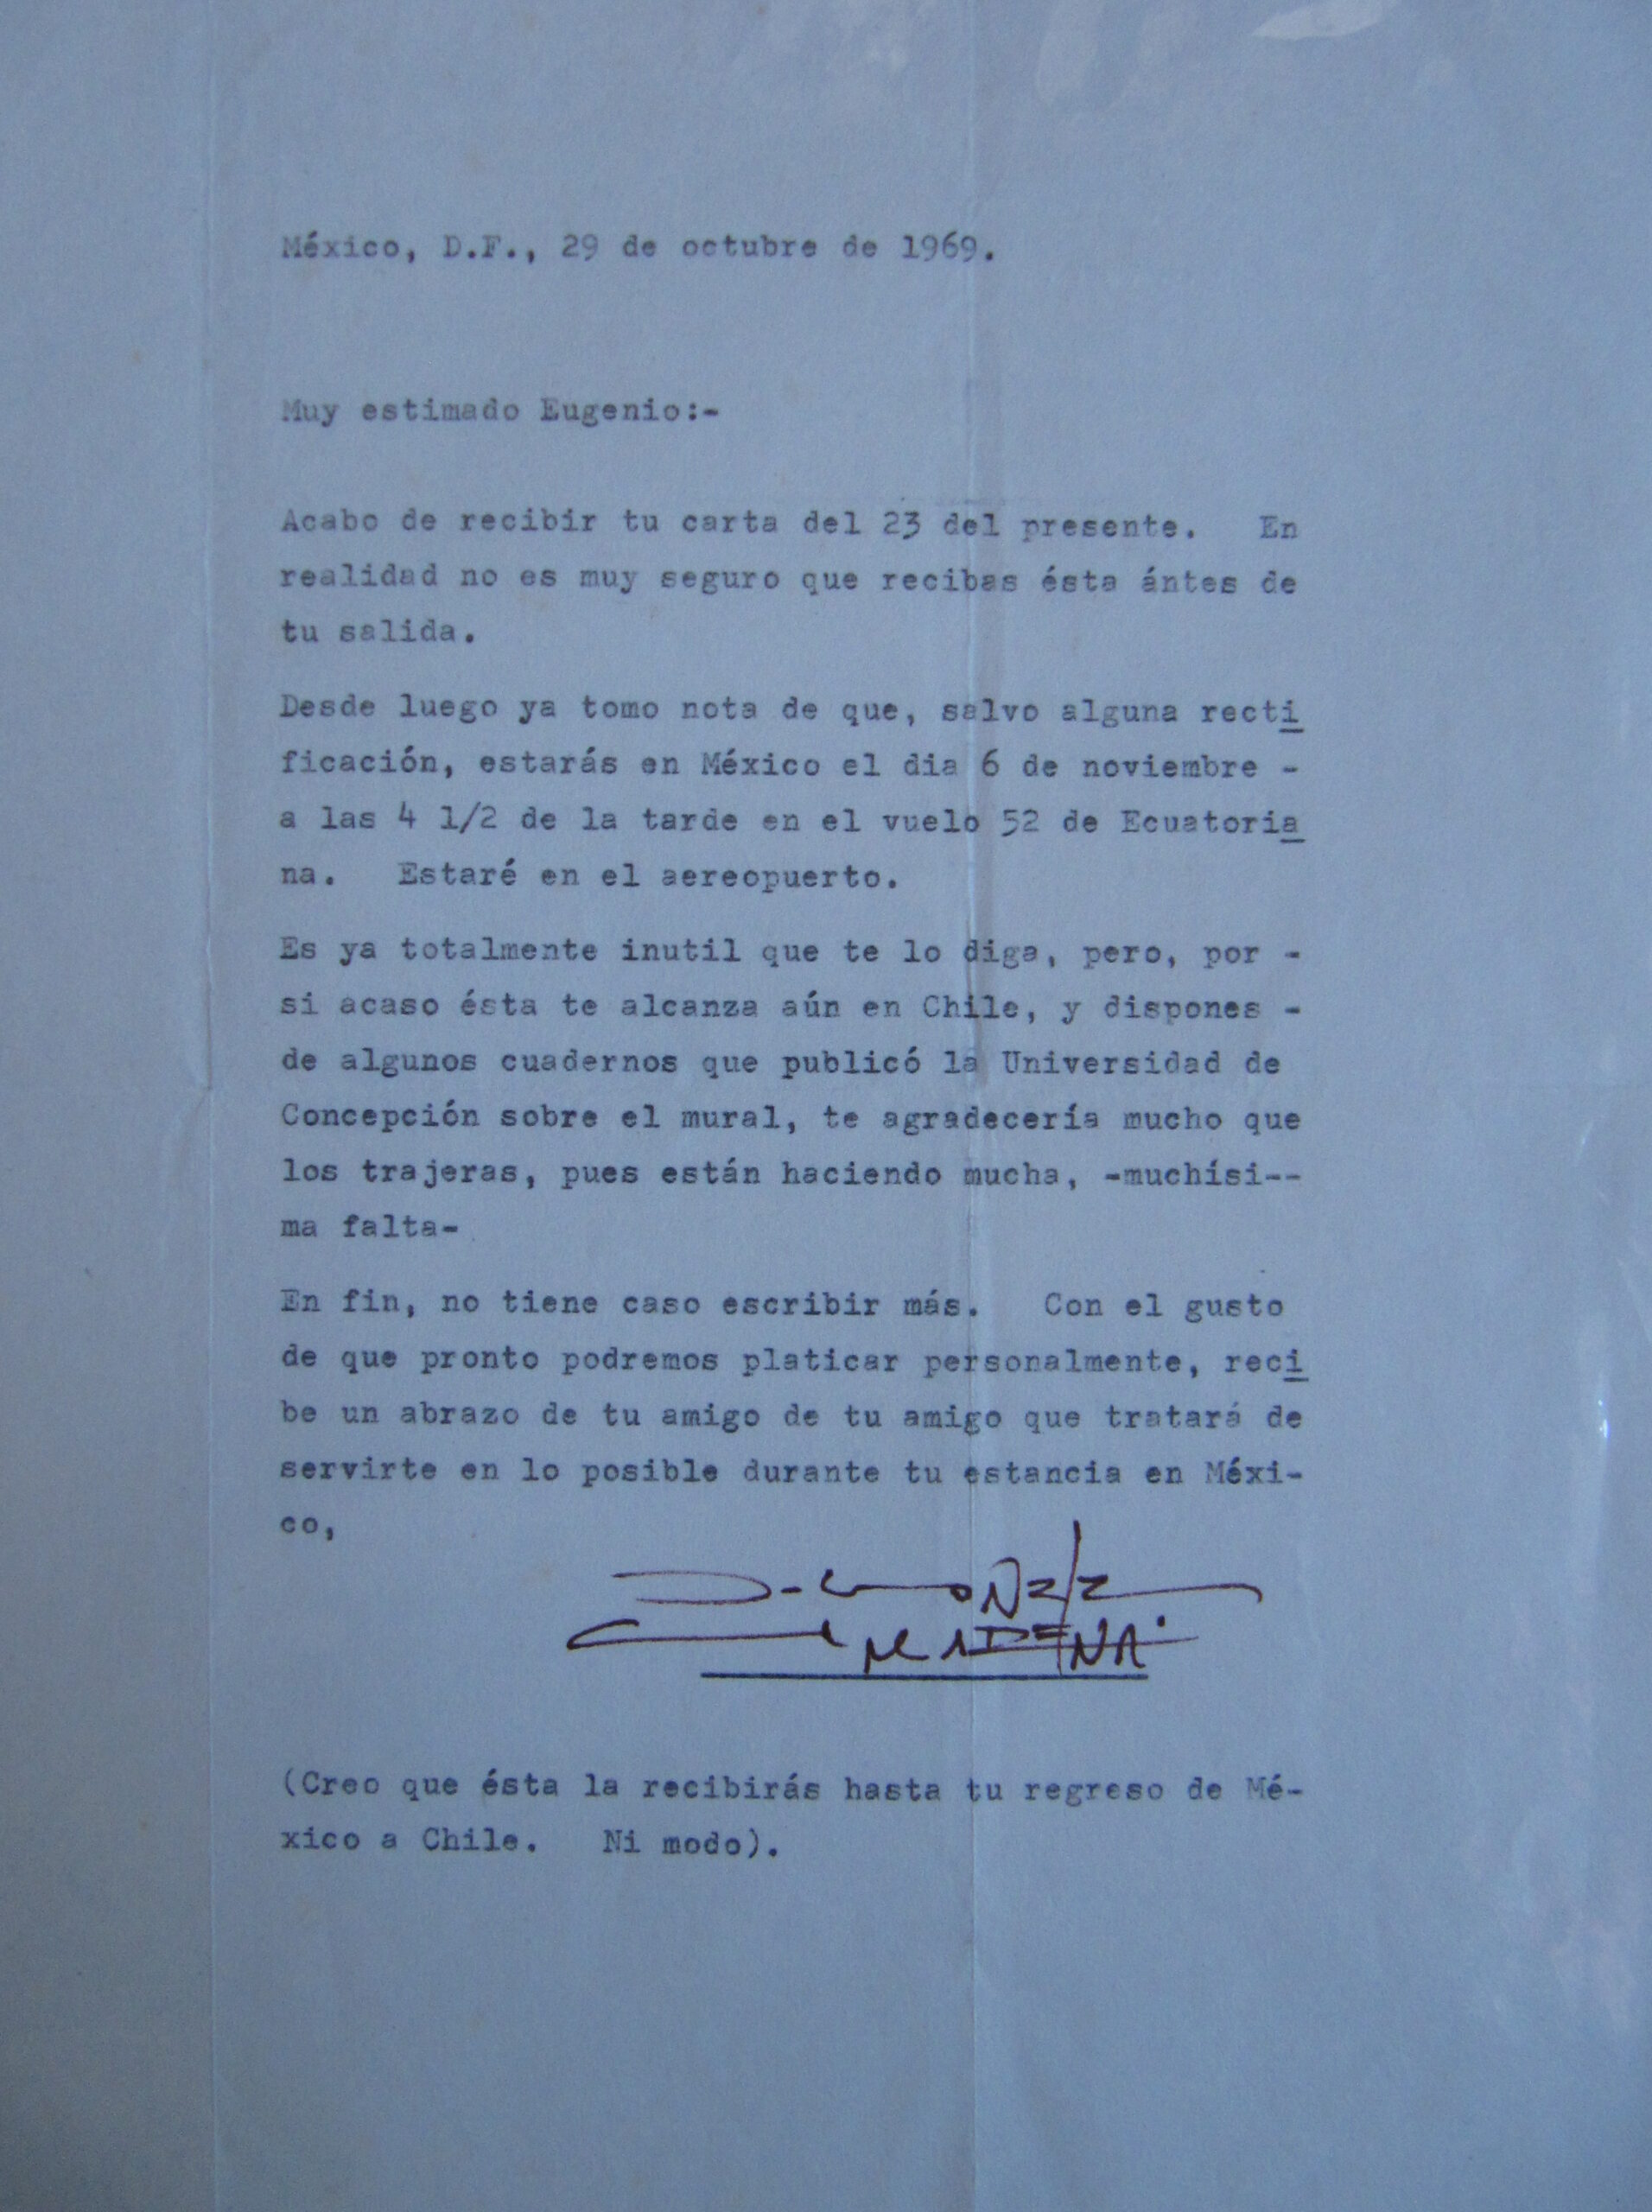 México, D.F., 29 de octubre de 1969.
Muy estimado Eugenio:-
Acabo de recibir tu carta del 23 del presente.   En
realidad no es muy seguro que recibas ésta ántes de
tu salida.
Desde luego ya tomo nota de que, salvo alguna recti
ficación, estarás en México el dia 6 de noviembre -
a las 4 1/2 de la tarde en el vuelo 52 de Ecuatoria
na.   Estaré en el aereopuerto.
Es ya totalmente inutil que te lo diga, pero, por -
si acaso ésta te alcanza aún en Chile, y dispones -
de algunos cuadernos que publicó la Universidad de
Concepción sobre el mural, te agradecería mucho que
los trajeras, pues están haciendo mucha, -muchísi--
ma falta-
En fin, no tiene caso escribir más.   Con el gusto
de que pronto podremos platicar personalmente, reci
be un abrazo de tu amigo de tu amigo que tratará de
servirte en lo posible durante tu estancia en Méxi-
co,
(Creo que ésta la recibirás hasta tu regreso de Mé-
xico a Chile.   Ni modo).